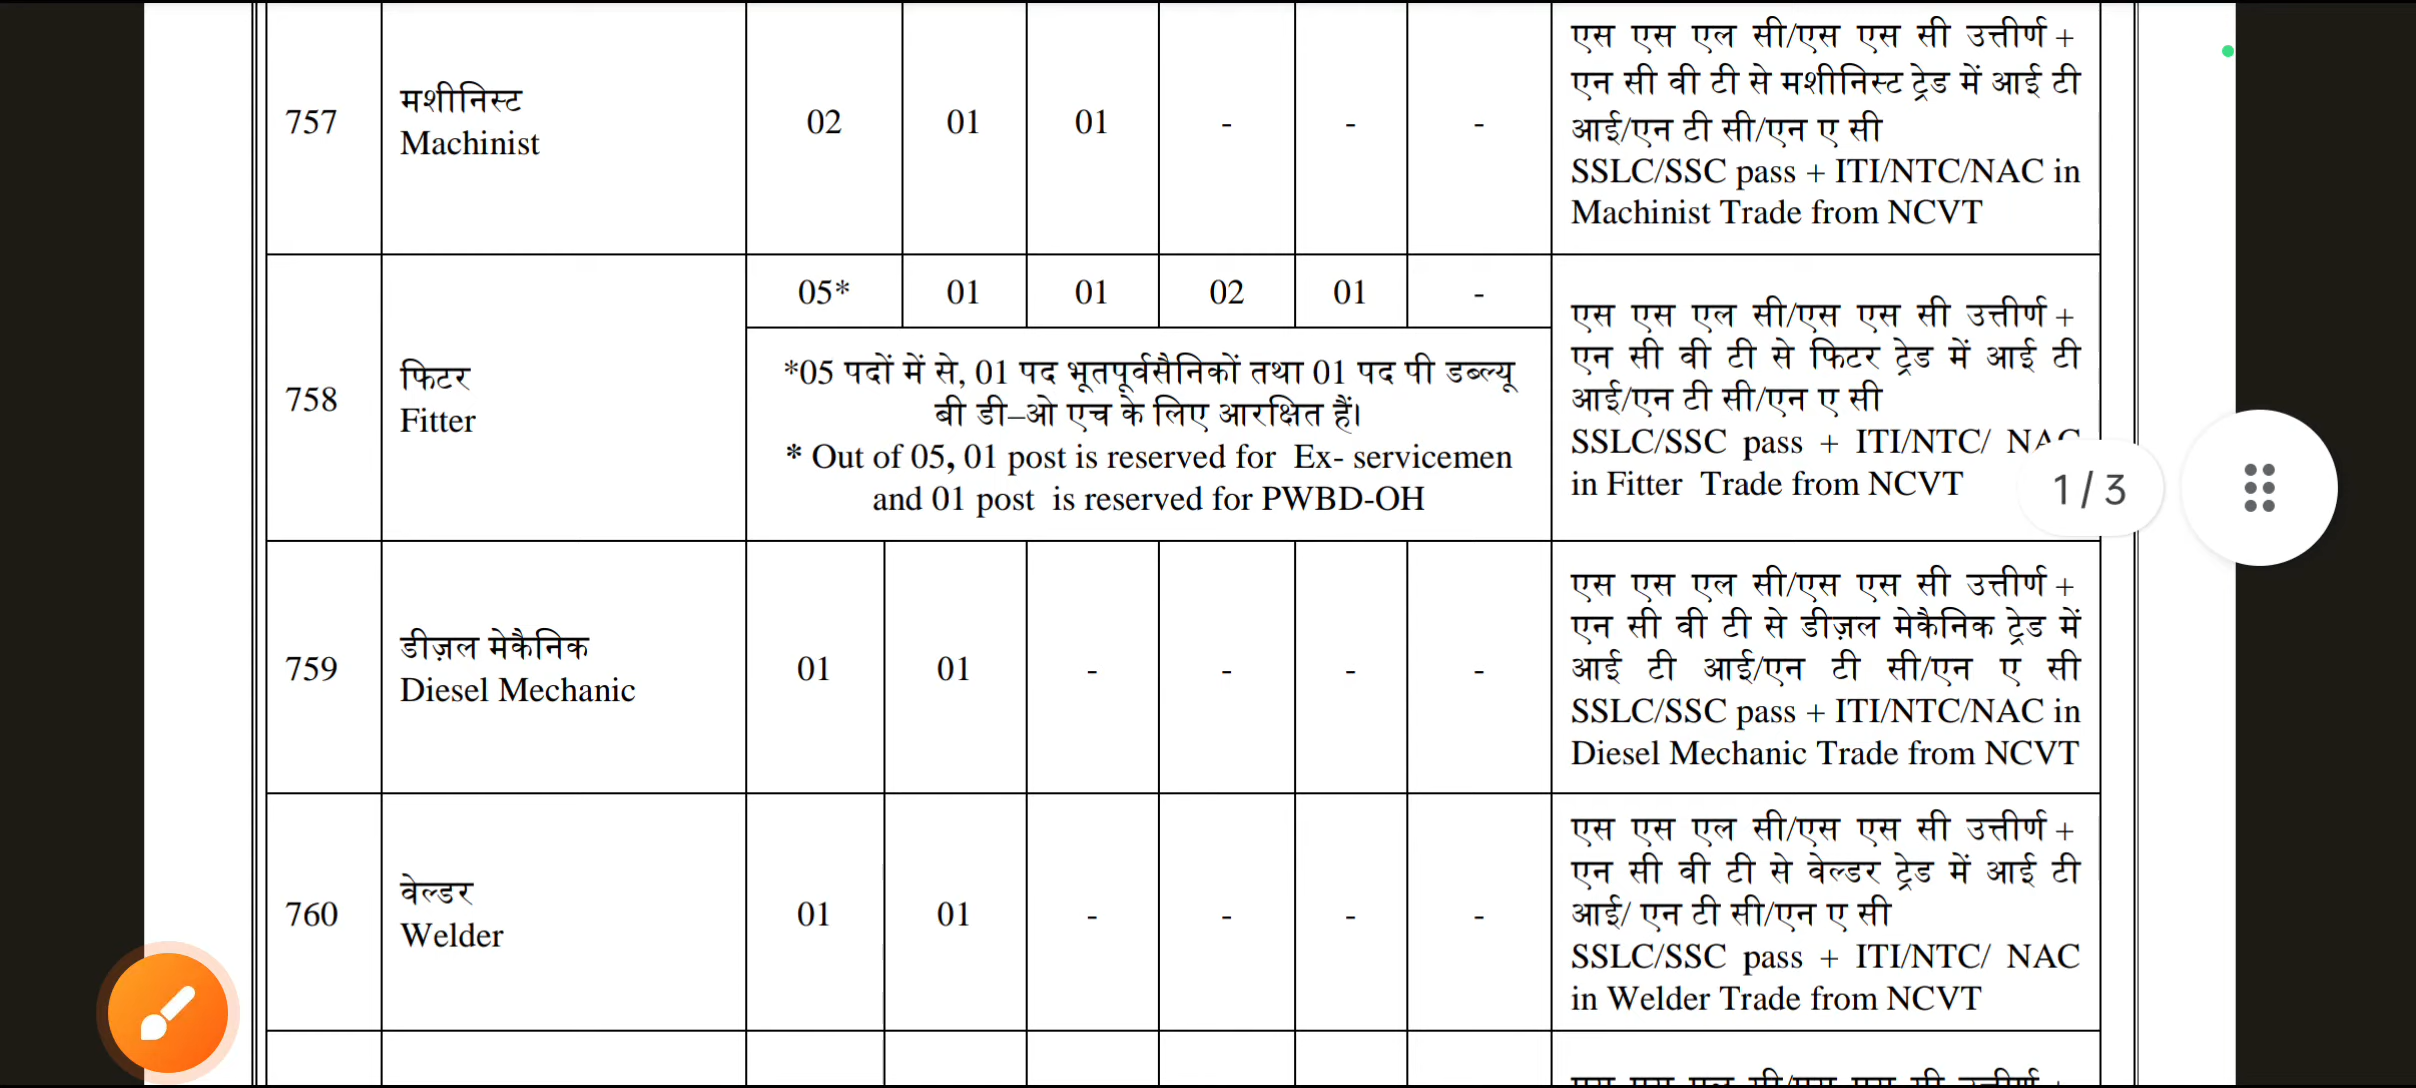 757
मशीनिस्ट
Machinist
02 01 01 - - -
एस एस एल सी/एस एस सी उत्तीर्ण +
एन सी वी टी से मशीनिस्ट ट्रेड में आई टी
आई/एन टी सी/एन ए सी
SSLC/SSC pass + ITI/NTC/NAC in
Machinist Trade from NCVT
758
फिटर
Fitter
05* 01 01 02 01 -
*05 पदों में से, 01 पद भूतपूर्वसैनिकों तथा 01 पद पी डब्ल्यू
बी डी–ओ एच के लिए आरक्षित हैं।
* Out of 05, 01 post is reserved for Ex- servicemen
and 01 post is reserved for PWBD-OH
एस एस एल सी/एस एस सी उत्तीर्ण +
एन सी वी टी से फिटर ट्रेड में आई टी
आई/एन टी सी/एन ए सी
SSLC/SSC pass + ITI/NTC/ NAC
in Fitter Trade from NCVT
1 / 3
759
डीज़ल मेकैनिक
Diesel Mechanic
01 01 - - - -
एस एस एल सी/एस एस सी उत्तीर्ण +
एन सी वी टी से डीज़ल मेकैनिक ट्रेड में
आई टी आई/एन टी सी/एन ए सी
SSLC/SSC pass + ITI/NTC/NAC in
Diesel Mechanic Trade from NCVT
760
वेल्डर
Welder
01 01 - - - -
एस एस एल सी/एस एस सी उत्तीर्ण +
एन सी वी टी से वेल्डर ट्रेड में आई टी
आई/ एन टी सी/एन ए सी
SSLC/SSC pass + ITI/NTC/ NAC
in Welder Trade from NCVT